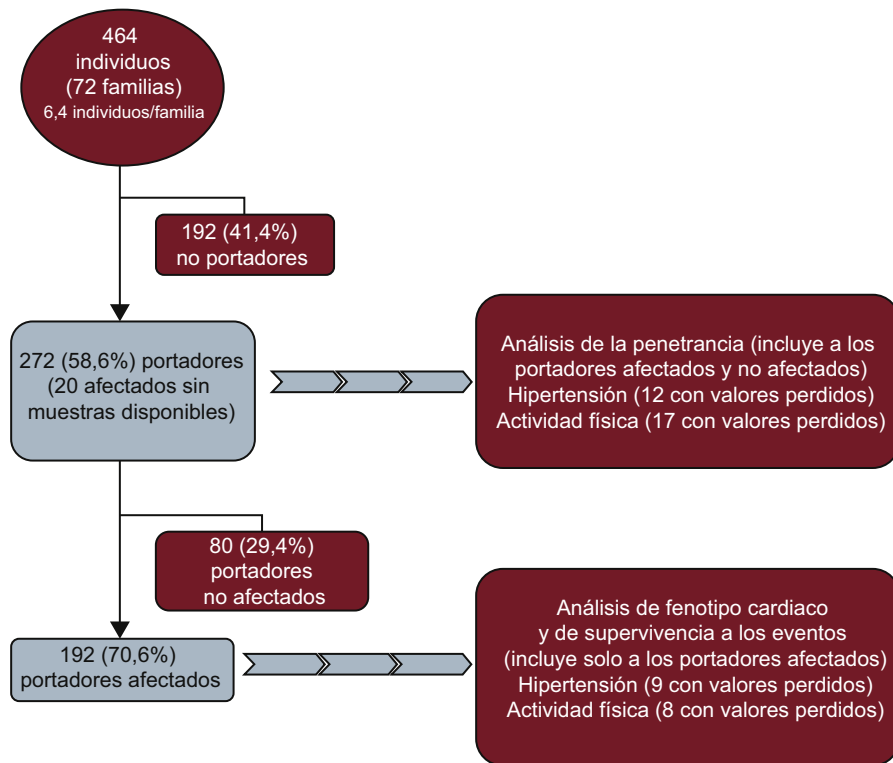 464
individuos
(72 familias)
6,4 individuos/familia
192 (41,4%)
no portadores
272 (58,6%) portadores
(20 afectados sin
muestras disponibles)
Análisis de la penetrancia (incluye a los
portadores afectados y no afectados)
Hipertensión (12 con valores perdidos)
Actividad física (17 con valores perdidos)
80 (29,4%)
portadores
no afectados
192 (70,6%)
portadores afectados
Análisis de fenotipo cardiaco
y de supervivencia a los eventos
(incluye solo a los portadores afectados)
Hipertensión (9 con valores perdidos)
Actividad física (8 con valores perdidos)